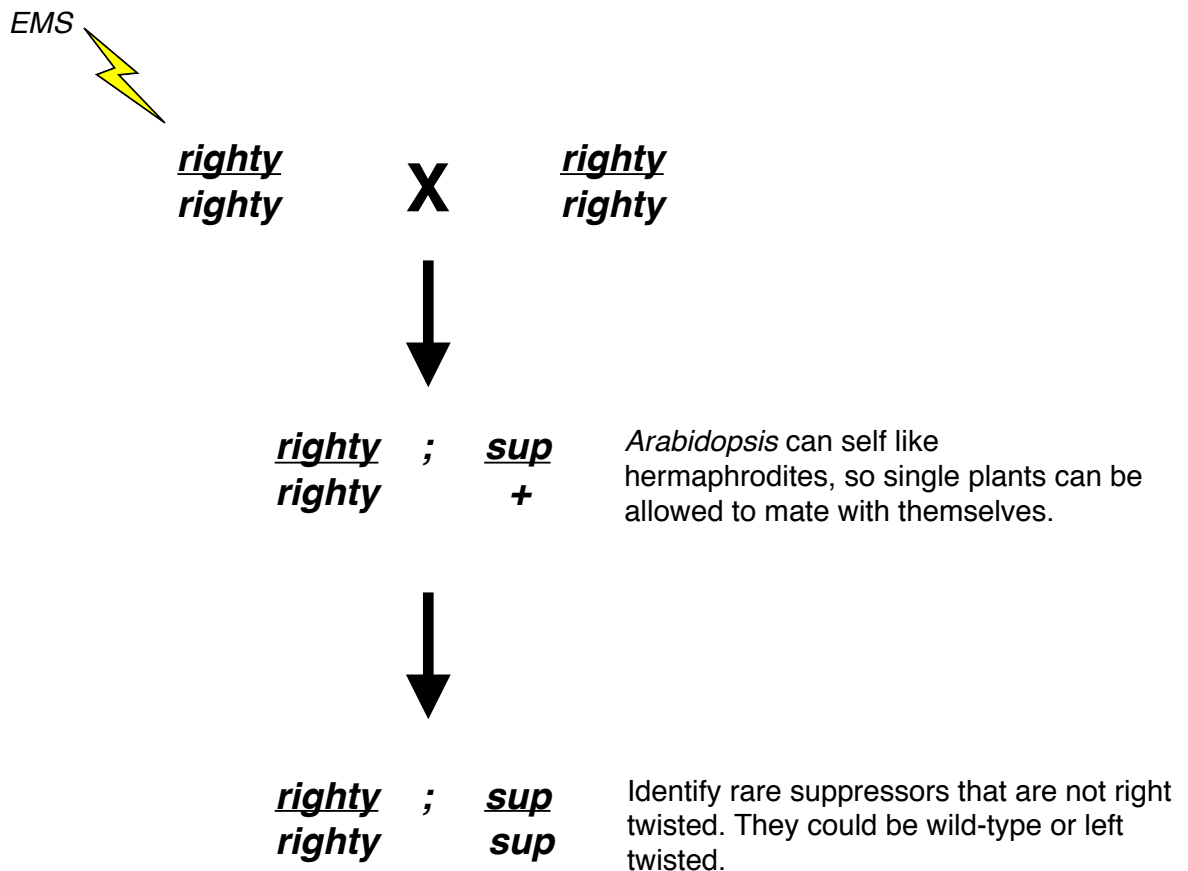 EMS
righty X righty
righty righty
righty ; sup
righty +
Arabidopsis can self like
hermaphrodites, so single plants can be
allowed to mate with themselves.
righty ; sup
righty sup
Identify rare suppressors that are not right
twisted. They could be wild-type or left
twisted.